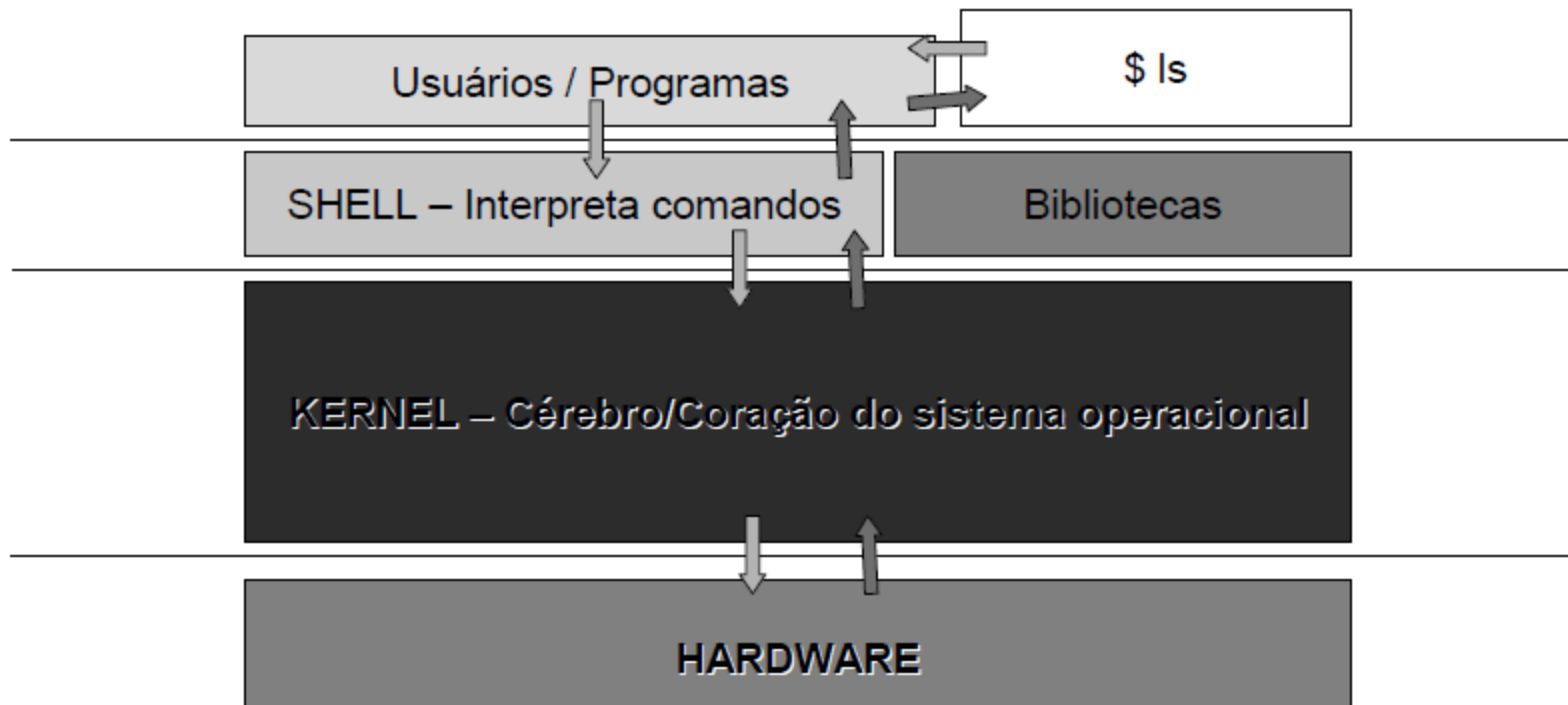 Usuários / Programas
$ ls
SHELL – Interpreta comandos
Bibliotecas
KERNEL – Cérebro/Coração do sistema operacional
HARDWARE